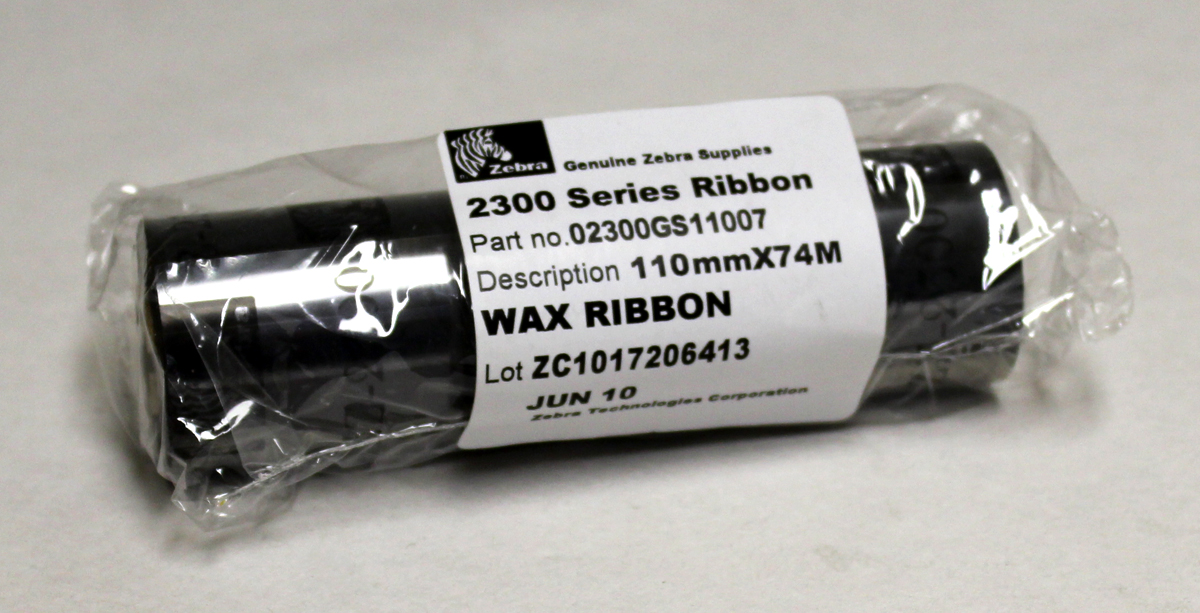 Zebra
Genuine Zebra Supplies
2300 Series Ribbon
Part no.02300GS11007
Description 110mmX74M
WAX RIBBON
Lot ZC1017206413
JUN 10
Zebra Technologies Corporation